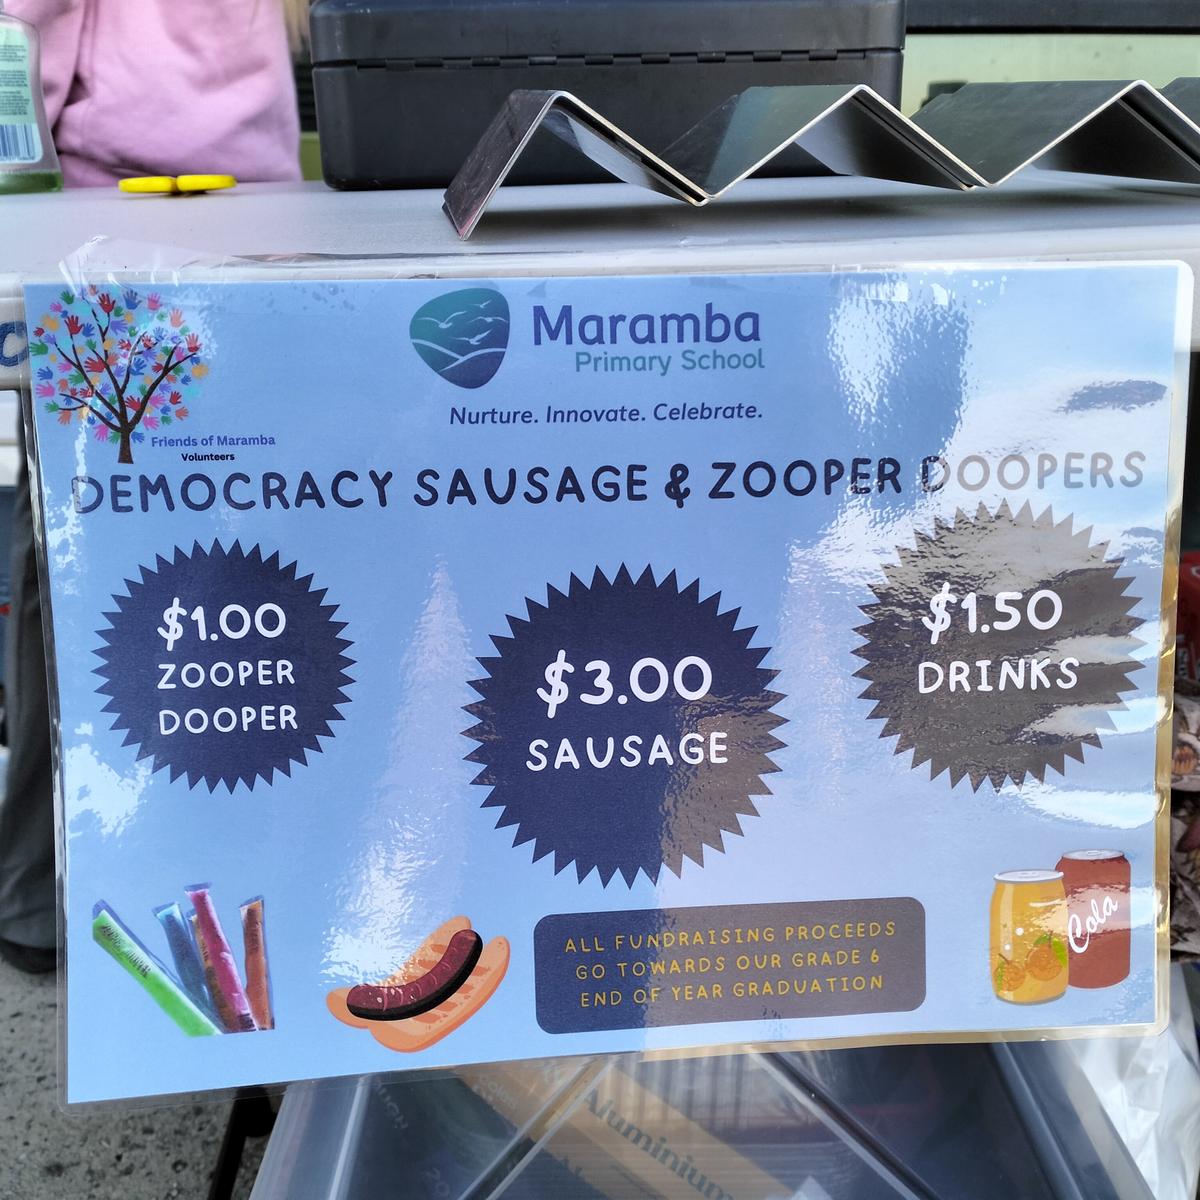 Maramba
Primary School
Nurture. Innovate. Celebrate.
Friends of Maramba
Volunteers
DEMOCRACY SAUSAGE & ZOOPER DOOPERS
$1.00
ZOOPER
DOOPER
$3.00
SAUSAGE
$1.50
DRINKS
ALL FUNDRAISING PROCEEDS
GO TOWARDS OUR GRADE 6
END OF YEAR GRADUATION
Cola
Aluminium